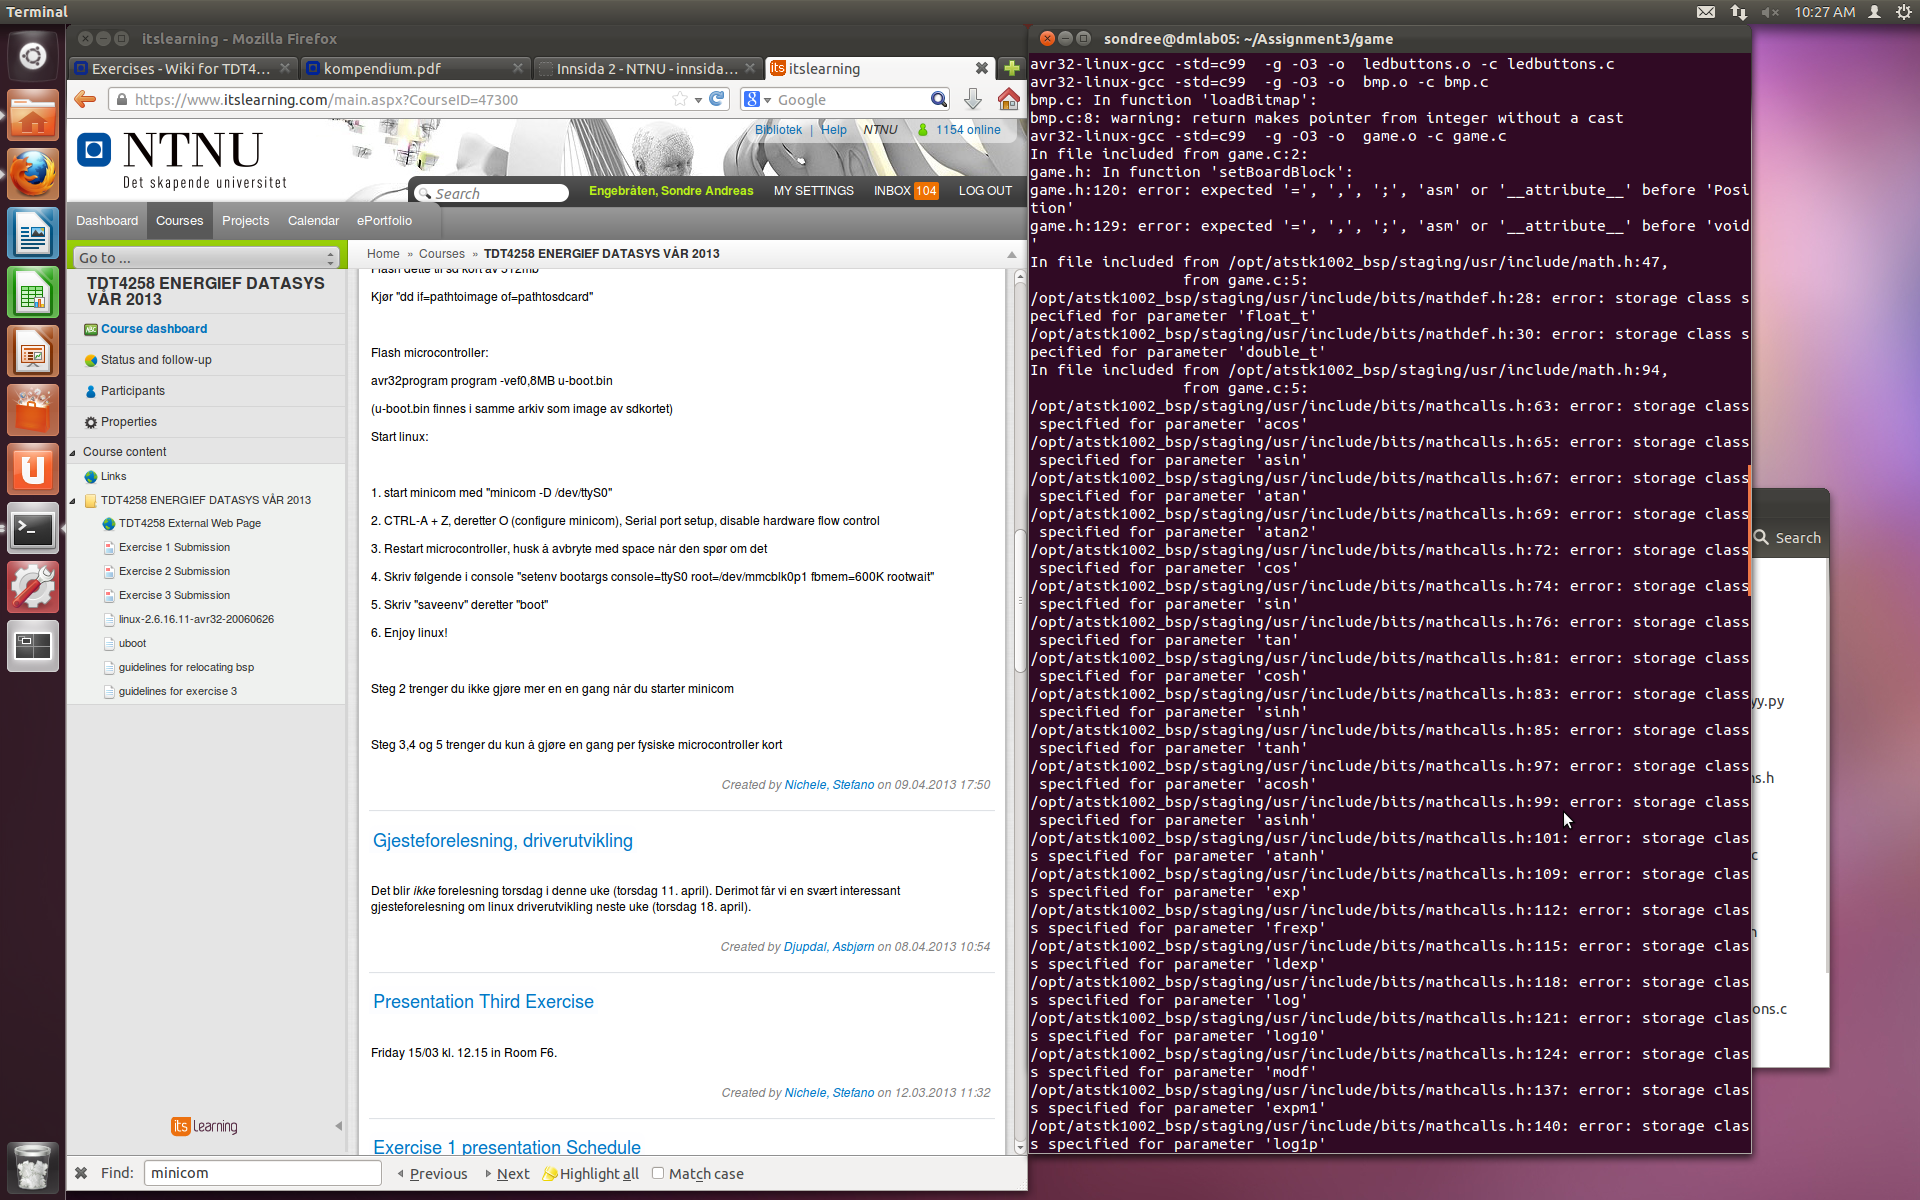 Terminal
10:27 AM
itslearning - Mozilla Firefox
Exercises - Wiki for TDT4...
kompendium.pdf
Innsida 2 - NTNU - innsida...
itslearning
https://www.itslearning.com/main.aspx?CourseID=47300
Google
NTNU
Det skapende universitet
Bibliotek | Help NTNU 1154 online
Search
Engebråten, Sondre Andreas MY SETTINGS INBOX 104 LOG OUT
Dashboard Courses Projects Calendar ePortfolio
Go to ...
Home » Courses » TDT4258 ENERGIEF DATASYS VÅR 2013
TDT4258 ENERGIEF DATASYS
VÅR 2013
Course dashboard
Status and follow-up
Participants
Properties
Course content
Links
TDT4258 ENERGIEF DATASYS VÅR 2013
TDT4258 External Web Page
Exercise 1 Submission
Exercise 2 Submission
Exercise 3 Submission
linux-2.6.16.11-avr32-20060626
uboot
guidelines for relocating bsp
guidelines for exercise 3
its Learning
Flash dette til sd kort av 512mb
Kjør "dd if=pathtoimage of=pathtosdcard"
Flash microcontroller:
avr32program program -vef0,8MB u-boot.bin
(u-boot.bin finnes i samme arkiv som image av sdkortet)
Start linux:
1. start minicom med "minicom -D /dev/ttyS0"
2. CTRL-A + Z, deretter O (configure minicom), Serial port setup, disable hardware flow control
3. Restart microcontroller, husk å avbryte med space når den spør om det
4. Skriv følgende i console "setenv bootargs console=ttyS0 root=/dev/mmcblk0p1 fbmem=600K rootwait"
5. Skriv "saveenv" deretter "boot"
6. Enjoy linux!
Steg 2 trenger du ikke gjøre mer en en gang når du starter minicom
Steg 3,4 og 5 trenger du kun å gjøre en gang per fysiske microcontroller kort
Created by Nichele, Stefano on 09.04.2013 17:50
Gjesteforelesning, driverutvikling
Det blir ikke forelesning torsdag i denne uke (torsdag 11. april). Derimot får vi en svært interessant
gjesteforelesning om linux driverutvikling neste uke (torsdag 18. april).
Created by Djupdal, Asbjørn on 08.04.2013 10:54
Presentation Third Exercise
Friday 15/03 kl. 12.15 in Room F6.
Created by Nichele, Stefano on 12.03.2013 11:32
Exercise 1 presentation Schedule
Find: minicom Previous Next Highlight all Match case
sondree@dmlab05: ~/Assignment3/game
avr32-linux-gcc -std=c99  -g -O3 -o  ledbuttons.o -c ledbuttons.c
avr32-linux-gcc -std=c99  -g -O3 -o  bmp.o -c bmp.c
bmp.c: In function 'loadBitmap':
bmp.c:8: warning: return makes pointer from integer without a cast
avr32-linux-gcc -std=c99  -g -O3 -o  game.o -c game.c
In file included from game.c:2:
game.h: In function 'setBoardBlock':
game.h:120: error: expected '=', ',', ';', 'asm' or '__attribute__' before 'Posi
tion'
game.h:129: error: expected '=', ',', ';', 'asm' or '__attribute__' before 'void
'
In file included from /opt/atstk1002_bsp/staging/usr/include/math.h:47,
from game.c:5:
/opt/atstk1002_bsp/staging/usr/include/bits/mathdef.h:28: error: storage class s
pecified for parameter 'float_t'
/opt/atstk1002_bsp/staging/usr/include/bits/mathdef.h:30: error: storage class s
pecified for parameter 'double_t'
In file included from /opt/atstk1002_bsp/staging/usr/include/math.h:94,
from game.c:5:
/opt/atstk1002_bsp/staging/usr/include/bits/mathcalls.h:63: error: storage class
specified for parameter 'acos'
/opt/atstk1002_bsp/staging/usr/include/bits/mathcalls.h:65: error: storage class
specified for parameter 'asin'
/opt/atstk1002_bsp/staging/usr/include/bits/mathcalls.h:67: error: storage class
specified for parameter 'atan'
/opt/atstk1002_bsp/staging/usr/include/bits/mathcalls.h:69: error: storage class
specified for parameter 'atan2'
/opt/atstk1002_bsp/staging/usr/include/bits/mathcalls.h:72: error: storage class
specified for parameter 'cos'
/opt/atstk1002_bsp/staging/usr/include/bits/mathcalls.h:74: error: storage class
specified for parameter 'sin'
/opt/atstk1002_bsp/staging/usr/include/bits/mathcalls.h:76: error: storage class
specified for parameter 'tan'
/opt/atstk1002_bsp/staging/usr/include/bits/mathcalls.h:81: error: storage class
specified for parameter 'cosh'
/opt/atstk1002_bsp/staging/usr/include/bits/mathcalls.h:83: error: storage class
specified for parameter 'sinh'
/opt/atstk1002_bsp/staging/usr/include/bits/mathcalls.h:85: error: storage class
specified for parameter 'tanh'
/opt/atstk1002_bsp/staging/usr/include/bits/mathcalls.h:97: error: storage class
specified for parameter 'acosh'
/opt/atstk1002_bsp/staging/usr/include/bits/mathcalls.h:99: error: storage class
specified for parameter 'asinh'
/opt/atstk1002_bsp/staging/usr/include/bits/mathcalls.h:101: error: storage clas
s specified for parameter 'atanh'
/opt/atstk1002_bsp/staging/usr/include/bits/mathcalls.h:109: error: storage clas
s specified for parameter 'exp'
/opt/atstk1002_bsp/staging/usr/include/bits/mathcalls.h:112: error: storage clas
s specified for parameter 'frexp'
/opt/atstk1002_bsp/staging/usr/include/bits/mathcalls.h:115: error: storage clas
s specified for parameter 'ldexp'
/opt/atstk1002_bsp/staging/usr/include/bits/mathcalls.h:118: error: storage clas
s specified for parameter 'log'
/opt/atstk1002_bsp/staging/usr/include/bits/mathcalls.h:121: error: storage clas
s specified for parameter 'log10'
/opt/atstk1002_bsp/staging/usr/include/bits/mathcalls.h:124: error: storage clas
s specified for parameter 'modf'
/opt/atstk1002_bsp/staging/usr/include/bits/mathcalls.h:137: error: storage clas
s specified for parameter 'expm1'
/opt/atstk1002_bsp/staging/usr/include/bits/mathcalls.h:140: error: storage clas
s specified for parameter 'log1p'
Search
yy.py
ns.h
ons.c